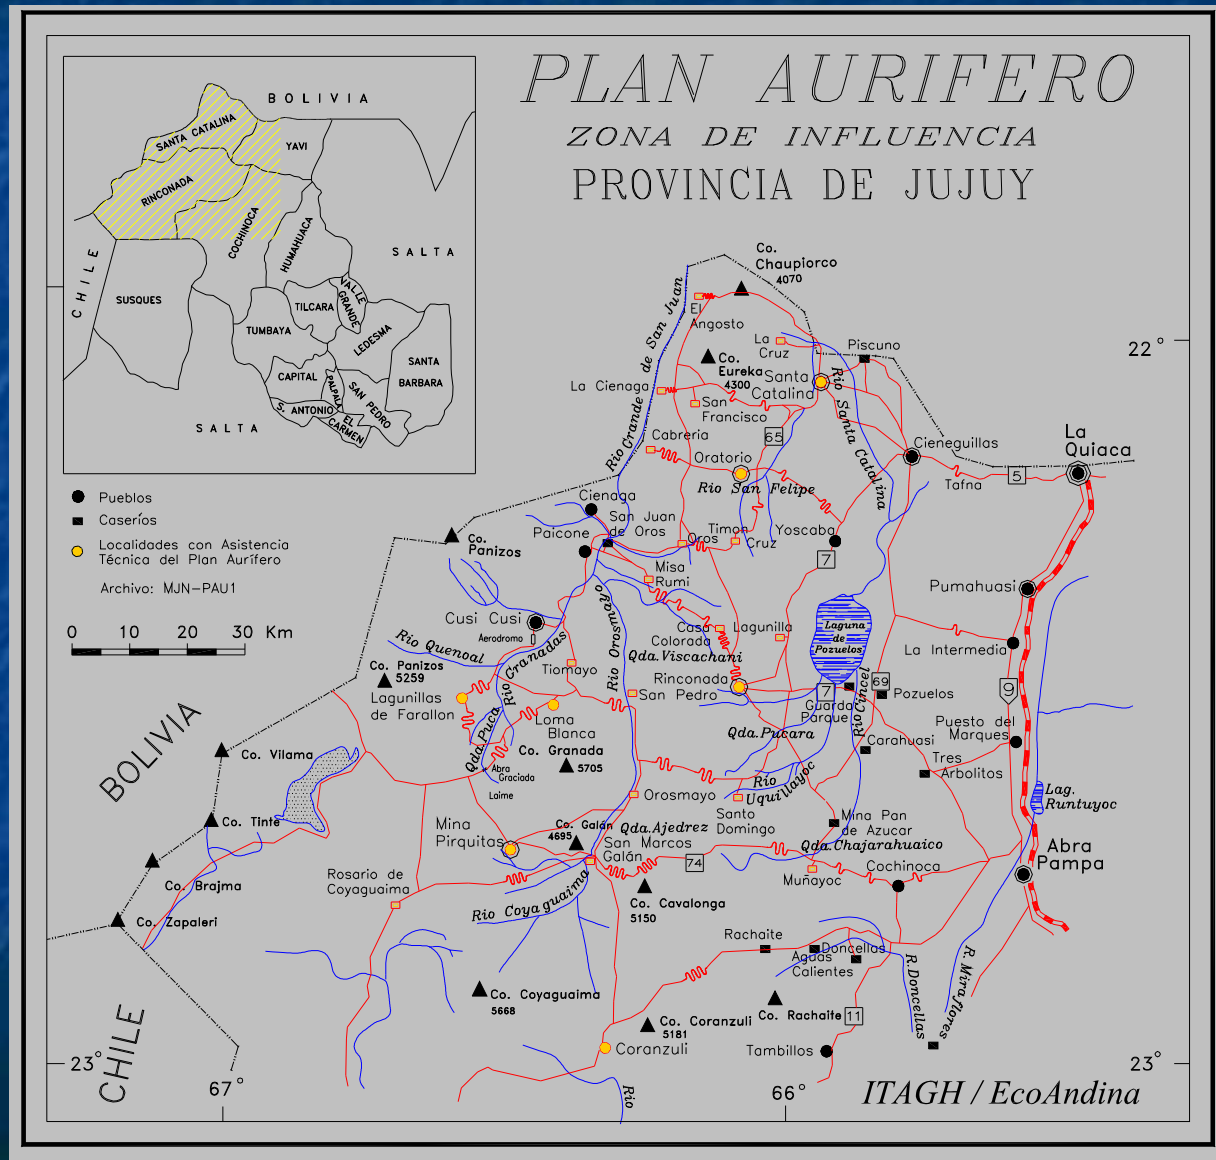 PLAN AURIFERO
ZONA DE INFLUENCIA
PROVINCIA DE JUJUY
BOLIVIA
SANTA CATALINA
YAVI
RINCONADA
COCHINOCA
HUMAHUACA
SALTA
CHILE
SUSQUES
VALLE
GRANDE
TILCARA
TUMBAYA
LEDESMA
SANTA
BARBARA
CAPITAL
PALPALA
SAN PEDRO
S. ANTONIO
EL
CARMEN
SALTA
Pueblos
Caseríos
Localidades con Asistencia
Técnica del Plan Aurífero
Archivo: MJN-PAU1
0 10 20 30 Km
Co.
Chaupiorco
4070
El
Angosto
Rio Grande de San Juan
La
Cruz
Piscuno
22°
Co.
Eureka
4300
Santa
Catalina
La Cienaga
San
Francisco
Rio Santa Catalina
65
Cabreria
Oratorio
Cieneguillas
La
Quiaca
5
Tafna
Rio San Felipe
Cienaga
San Juan
de Oros
Paicone
Oros
Timon
Cruz
Yoscaba
7
Co.
Panizos
Misa
Rumi
Pumahuasi
Cusi Cusi
Aerodromo
Rio Quenoal
Rio Granadas
Rio Orosmayo
Casa
Colorada
Lagunilla
Laguna
de
Pozuelos
La Intermedia
Qda.Viscachani
Tiomayo
Co. Panizos
5259
Lagunillas
de Farallon
Rinconada
San Pedro
7
69
9
Guarda
Parque
Pozuelos
Rio Cincel
Loma
Blanca
Qda.Puca
Qda.Pucara
Puesto del
Marques
Carahuasi
Co. Granada
5705
Abra
Graciada
Laime
BOLIVIA
Co. Vilama
Tres
Arbolitos
Rio
Uquillayoc
Orosmayo
Santo
Domingo
Lag.
Runtuyoc
Co. Tinte
Mina
Pirquitas
Co. Galán
4695
Qda.Ajedrez
San Marcos
Galán
Mina Pan
de Azucar
Qda.Chajarahuaico
74
Abra
Pampa
Cochinoca
Muñayoc
Rosario de
Coyaguaima
Co. Brajma
Rio Coyaguaima
Co. Cavalonga
5150
Co. Zapaleri
Rachaite
Doncellas
Aguas
Calientes
R.Doncellas
R. Miraflores
Co. Coyaguaima
5668
Co. Rachaite
11
Co. Coranzuli
5181
Coranzuli
Tambillos
CHILE
23°
23°
67°
66°
Rio
ITAGH / EcoAndina